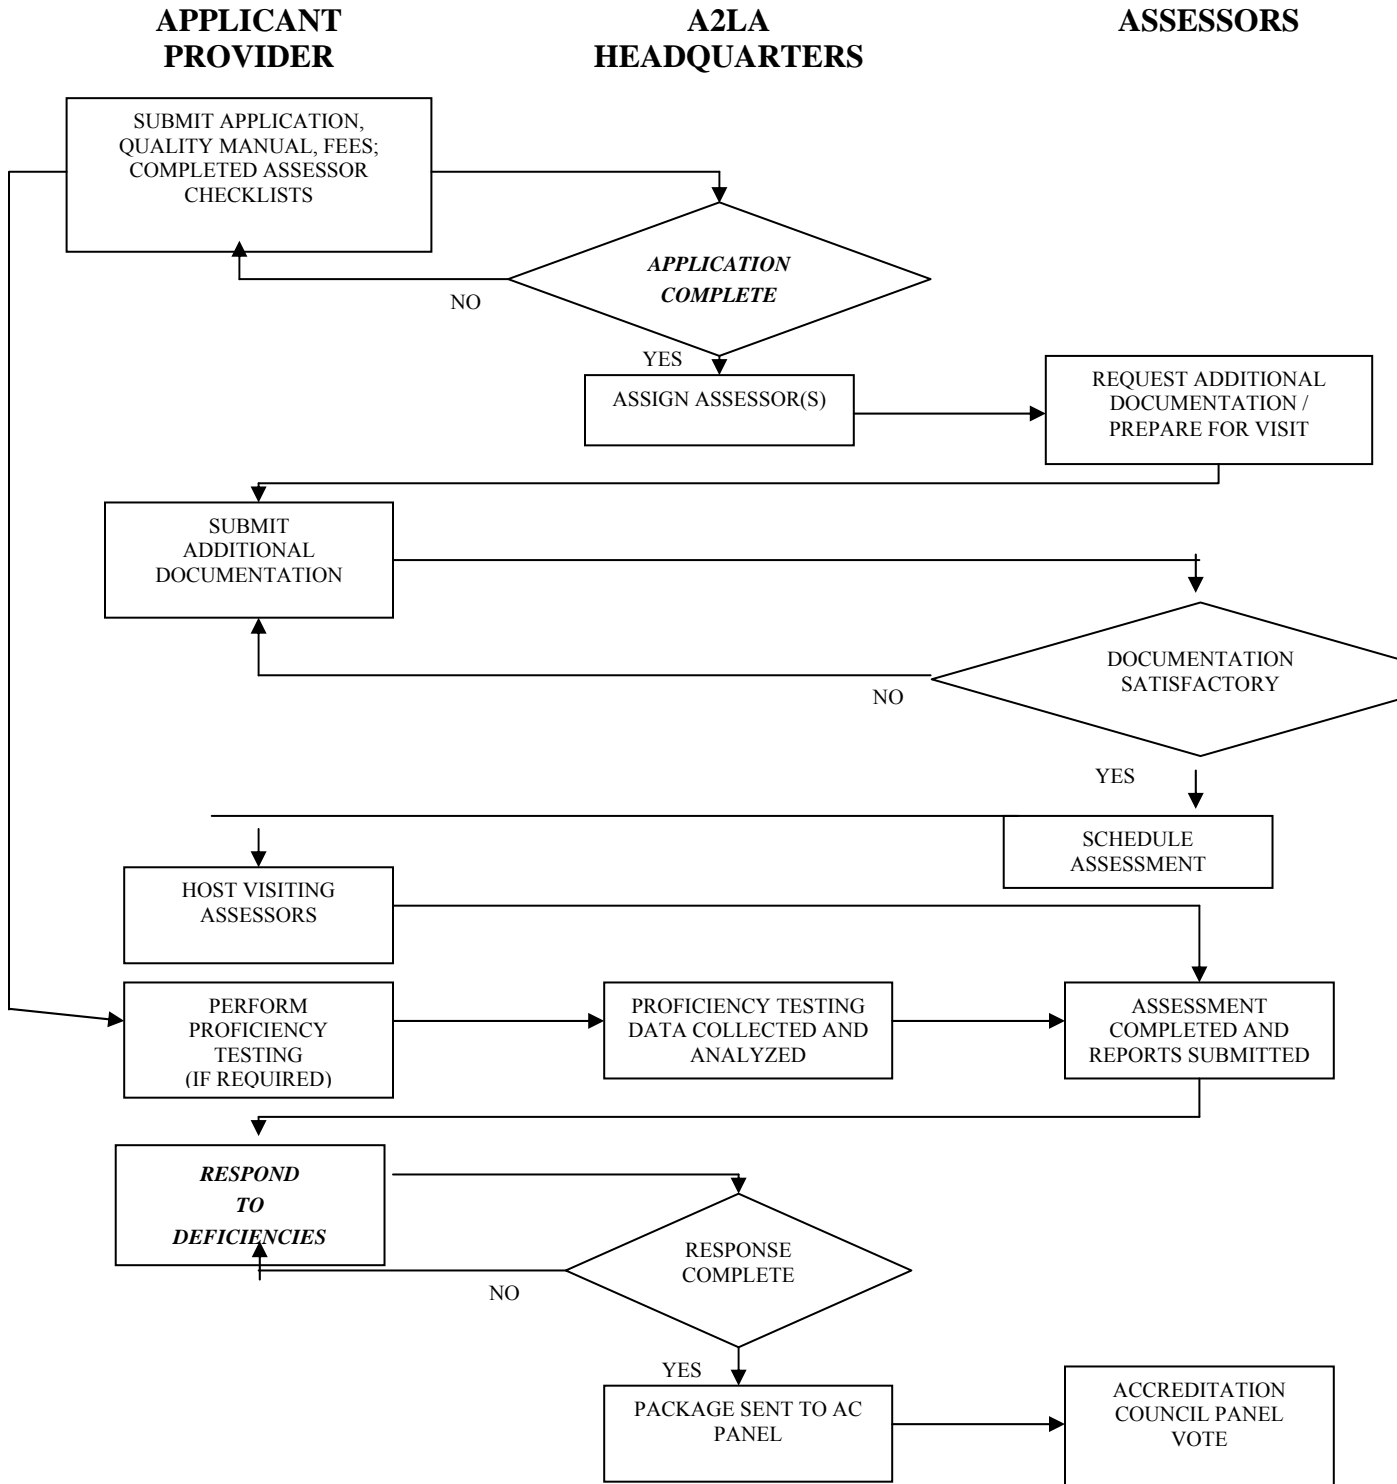 APPLICANT
PROVIDER
A2LA
HEADQUARTERS
ASSESSORS
SUBMIT APPLICATION,
QUALITY MANUAL, FEES;
COMPLETED ASSESSOR
CHECKLISTS
APPLICATION
COMPLETE
NO
YES
ASSIGN ASSESSOR(S)
REQUEST ADDITIONAL
DOCUMENTATION /
PREPARE FOR VISIT
SUBMIT
ADDITIONAL
DOCUMENTATION
DOCUMENTATION
SATISFACTORY
NO
YES
SCHEDULE
ASSESSMENT
HOST VISITING
ASSESSORS
PERFORM
PROFICIENCY
TESTING
(IF REQUIRED)
PROFICIENCY TESTING
DATA COLLECTED AND
ANALYZED
ASSESSMENT
COMPLETED AND
REPORTS SUBMITTED
RESPOND
TO
DEFICIENCIES
RESPONSE
COMPLETE
NO
YES
PACKAGE SENT TO AC
PANEL
ACCREDITATION
COUNCIL PANEL
VOTE